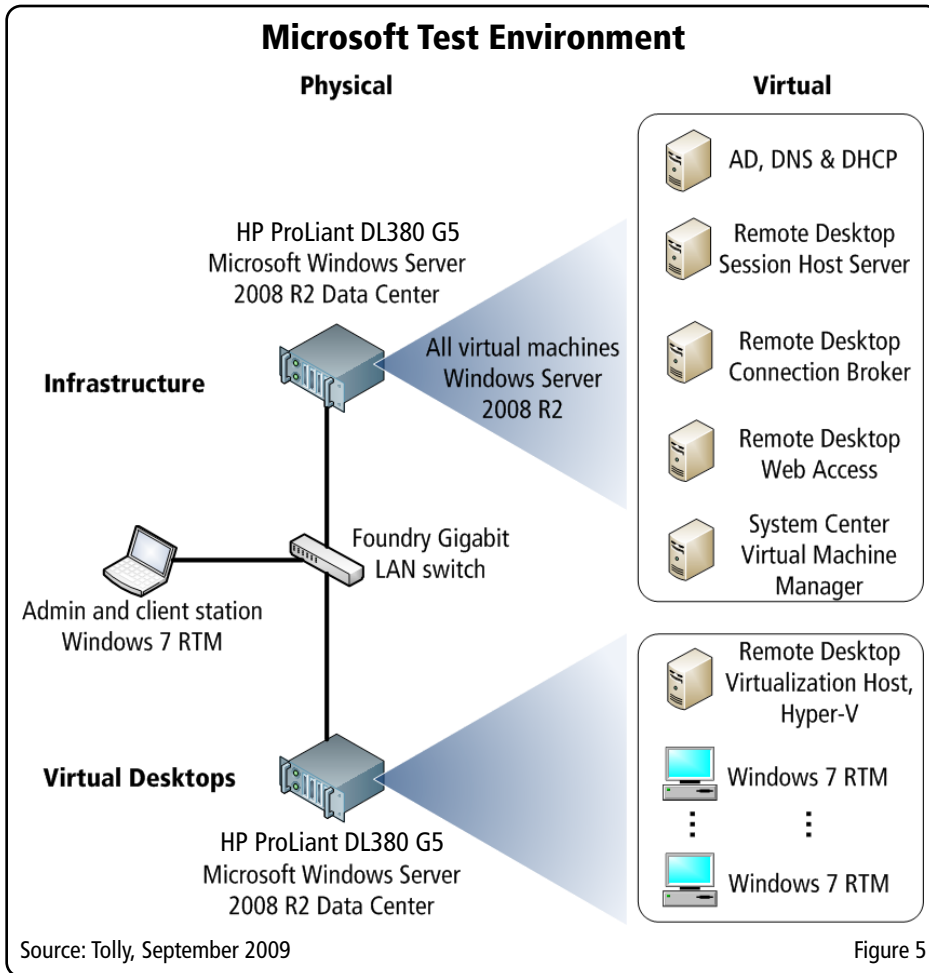 Microsoft Test Environment
Physical
Virtual
HP ProLiant DL380 G5
Microsoft Windows Server
2008 R2 Data Center
Infrastructure
All virtual machines
Windows Server
2008 R2
AD, DNS & DHCP
Remote Desktop
Session Host Server
Remote Desktop
Connection Broker
Remote Desktop
Web Access
System Center
Virtual Machine
Manager
Foundry Gigabit
LAN switch
Admin and client station
Windows 7 RTM
Virtual Desktops
HP ProLiant DL380 G5
Microsoft Windows Server
2008 R2 Data Center
Remote Desktop
Virtualization Host,
Hyper-V
Windows 7 RTM
Windows 7 RTM
Source: Tolly, September 2009
Figure 5